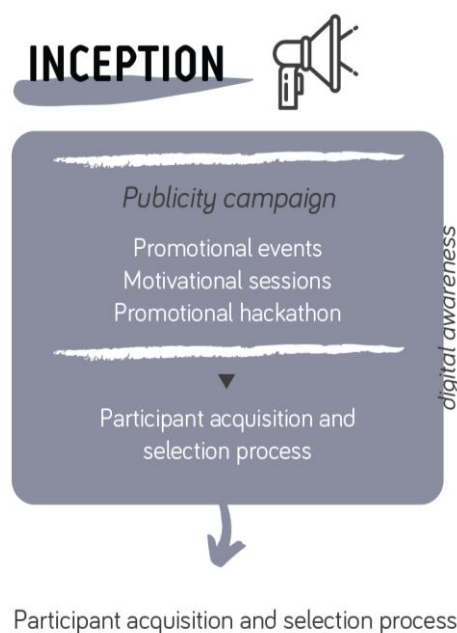 INCEPTION
Publicity campaign
Promotional events
Motivational sessions
Promotional hackathon
Participant acquisition and
selection process
digital awareness
Participant acquisition and selection process